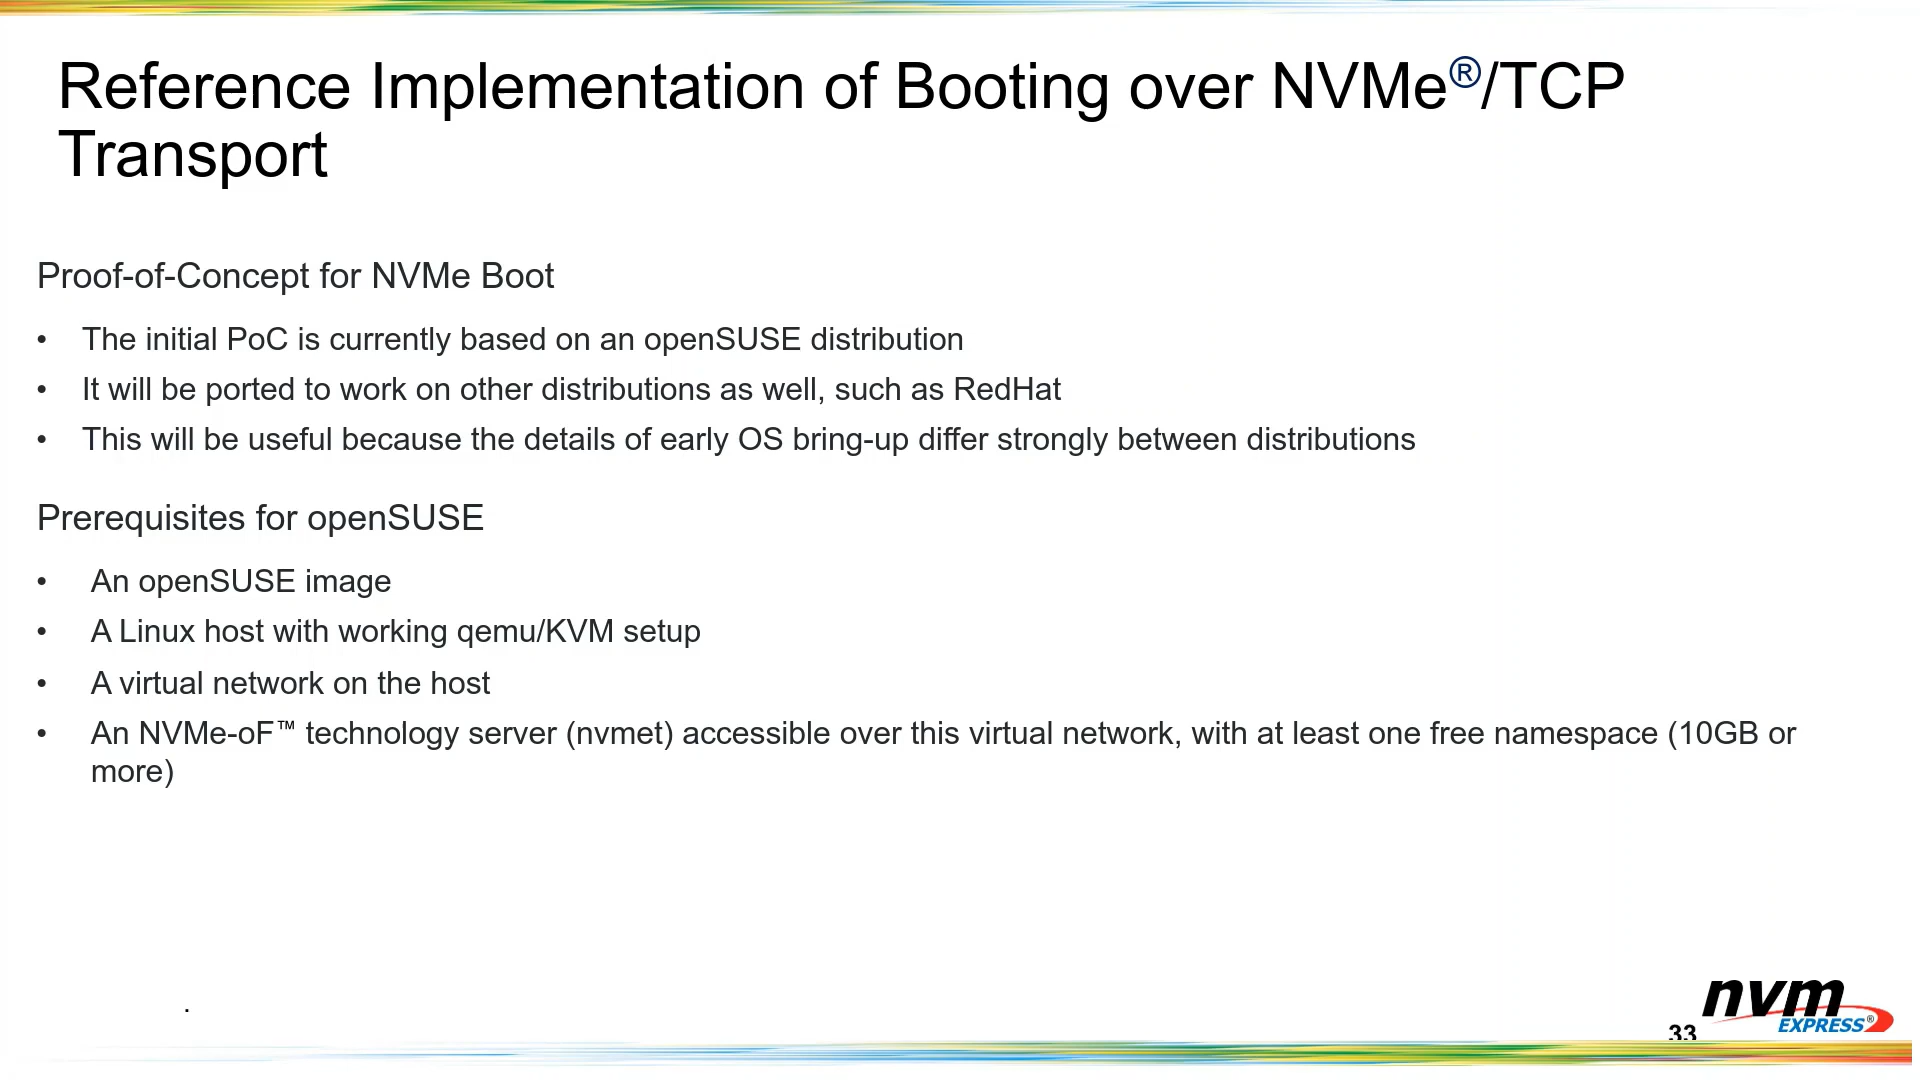 Reference Implementation of Booting over NVMe®/TCP
Transport
Proof-of-Concept for NVMe Boot
• The initial PoC is currently based on an openSUSE distribution
• It will be ported to work on other distributions as well, such as RedHat
• This will be useful because the details of early OS bring-up differ strongly between distributions
Prerequisites for openSUSE
• An openSUSE image
• A Linux host with working qemu/KVM setup
• A virtual network on the host
• An NVMe-oF™ technology server (nvmet) accessible over this virtual network, with at least one free namespace (10GB or
more)
.
nvm
EXPRESS®
33